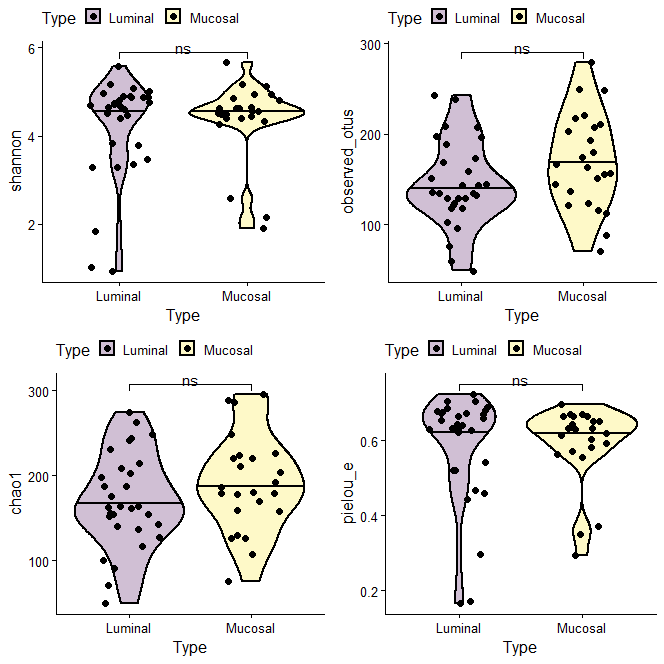 Type Luminal Mucosal
ns
shannon
6
4
2
Luminal Mucosal
Type
Type Luminal Mucosal
ns
observed_otus
300
200
100
Luminal Mucosal
Type
Type Luminal Mucosal
ns
chao1
300
200
100
Luminal Mucosal
Type
Type Luminal Mucosal
ns
pielou_e
0.6
0.4
0.2
Luminal Mucosal
Type